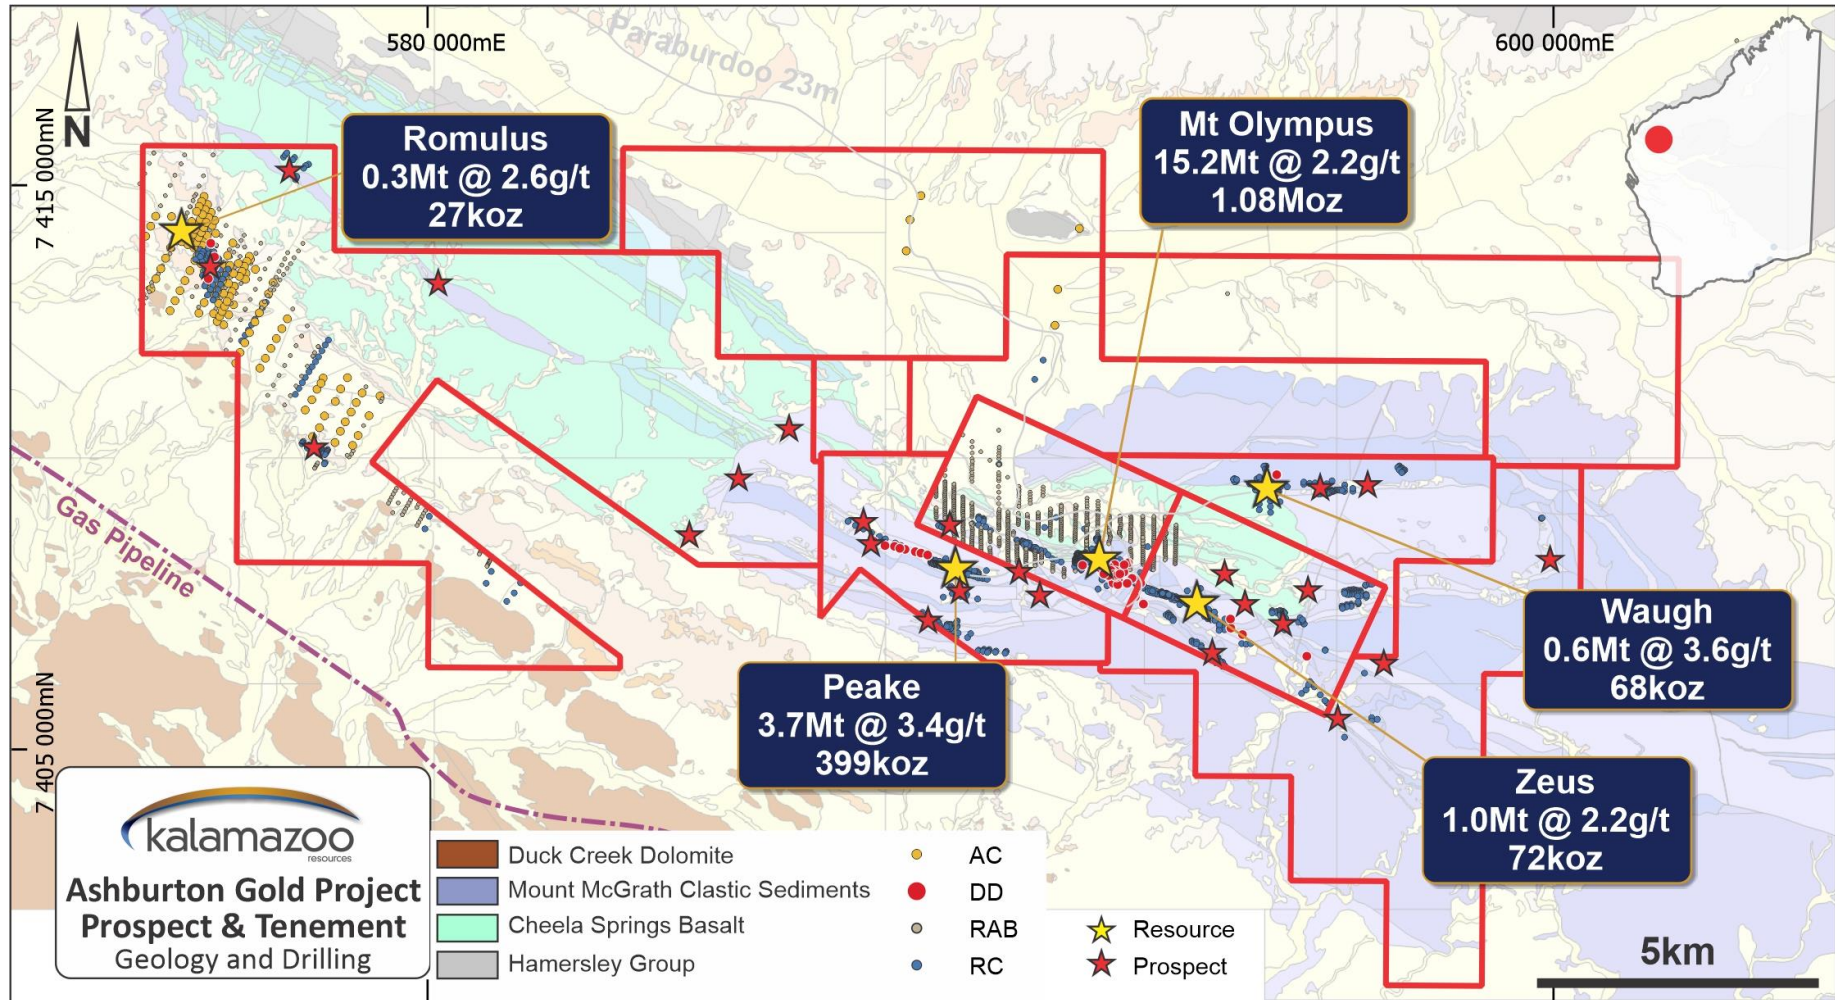 580 000mE
600 000mE
Paraburdoo 23m
N
7 415 000mN
7 405 000mN
Romulus
0.3Mt @ 2.6g/t
27koz
Mt Olympus
15.2Mt @ 2.2g/t
1.08Moz
Gas Pipeline
Peake
3.7Mt @ 3.4g/t
399koz
Waugh
0.6Mt @ 3.6g/t
68koz
Zeus
1.0Mt @ 2.2g/t
72koz
kalamazoo
resources
Ashburton Gold Project
Prospect & Tenement
Geology and Drilling
Duck Creek Dolomite
Mount McGrath Clastic Sediments
Cheela Springs Basalt
Hamersley Group
AC
DD
RAB
RC
Resource
Prospect
5km